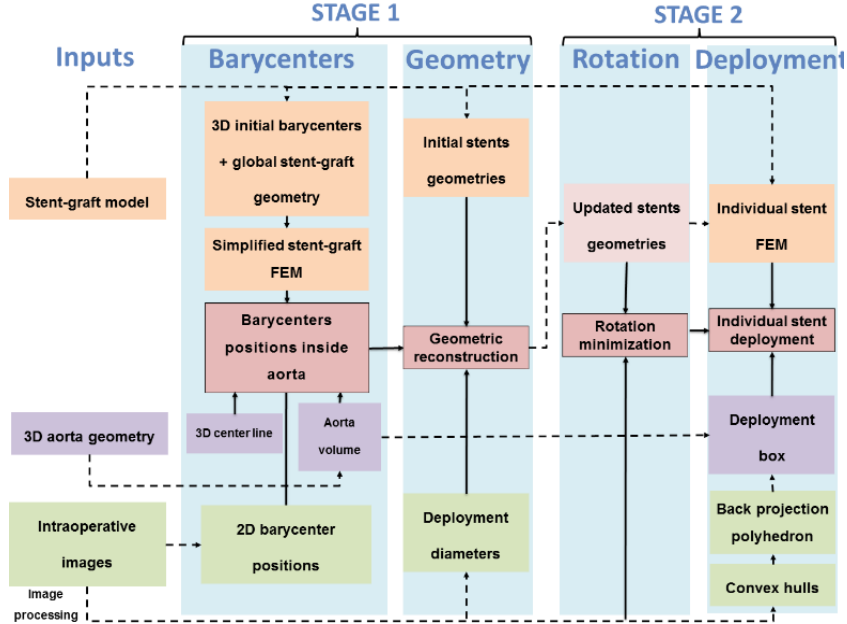 STAGE 1
STAGE 2
Inputs
Barycenters
Geometry
Rotation
Deployment
3D initial barycenters
+ global stent-graft
geometry
Initial stents
geometries
Stent-graft model
Updated stents
geometries
Individual stent
FEM
Simplified stent-graft
FEM
Barycenters
positions inside
aorta
Geometric
reconstruction
Rotation
minimization
Individual stent
deployment
3D aorta geometry
3D center line
Aorta
volume
Deployment
box
Intraoperative
images
2D barycenter
positions
Deployment
diameters
Back projection
polyhedron
Convex hulls
Image
processing